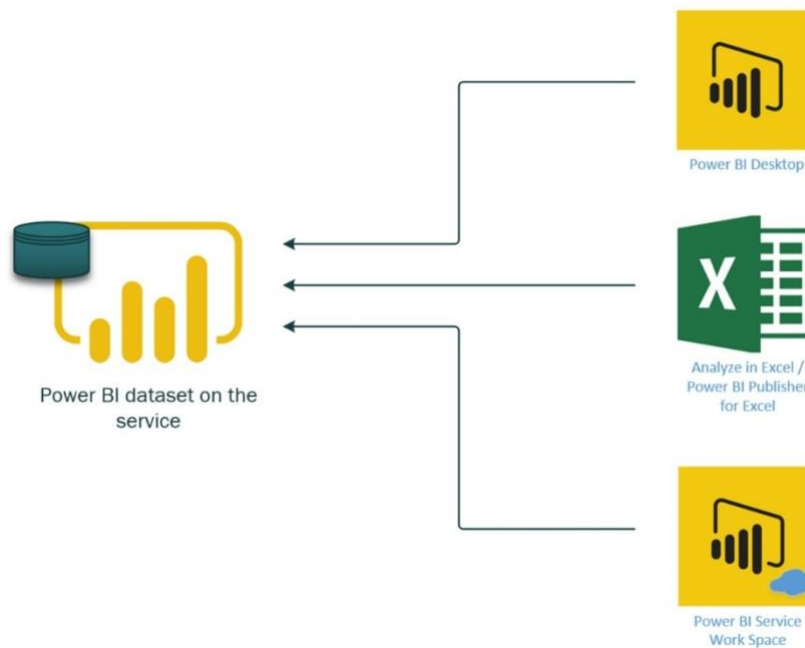 Power BI Desktop
X
Analyze in Excel /
Power BI Publisher
for Excel
Power BI dataset on the
service
Power BI Service
Work Space